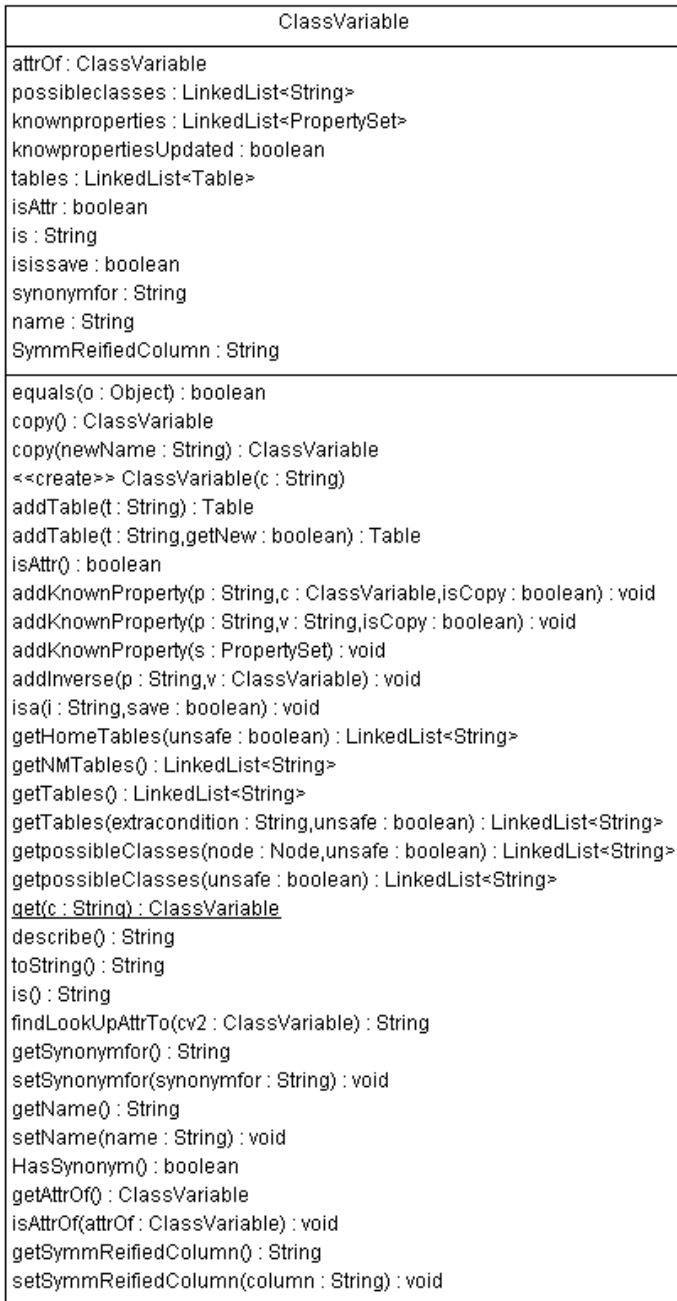 ClassVariable
attrOf : ClassVariable
possibleclasses : LinkedList<String>
knownproperties : LinkedList<PropertySet>
knowpropertiesUpdated : boolean
tables : LinkedList<Table>
isAttr : boolean
is : String
isissave : boolean
synonymfor : String
name : String
SymmReifiedColumn : String
equals(o : Object) : boolean
copy() : ClassVariable
copy(newName : String) : ClassVariable
<<create>> ClassVariable(c : String)
addTable(t : String) : Table
addTable(t : String,getNew : boolean) : Table
isAttr() : boolean
addKnownProperty(p : String,c : ClassVariable,isCopy : boolean) : void
addKnownProperty(p : String,v : String,isCopy : boolean) : void
addKnownProperty(s : PropertySet) : void
addInverse(p : String,v : ClassVariable) : void
isa(i : String,save : boolean) : void
getHomeTables(unsafe : boolean) : LinkedList<String>
getNMTables() : LinkedList<String>
getTables() : LinkedList<String>
getTables(extracondition : String,unsafe : boolean) : LinkedList<String>
getpossibleClasses(node : Node,unsafe : boolean) : LinkedList<String>
getpossibleClasses(unsafe : boolean) : LinkedList<String>
get(c : String) : ClassVariable
describe() : String
toString() : String
is() : String
findLookUpAttrTo(cv2 : ClassVariable) : String
getSynonymfor() : String
setSynonymfor(synonymfor : String) : void
getName() : String
setName(name : String) : void
HasSynonym() : boolean
getAttrOf() : ClassVariable
isAttrOf(attrOf : ClassVariable) : void
getSymmReifiedColumn() : String
setSymmReifiedColumn(column : String) : void